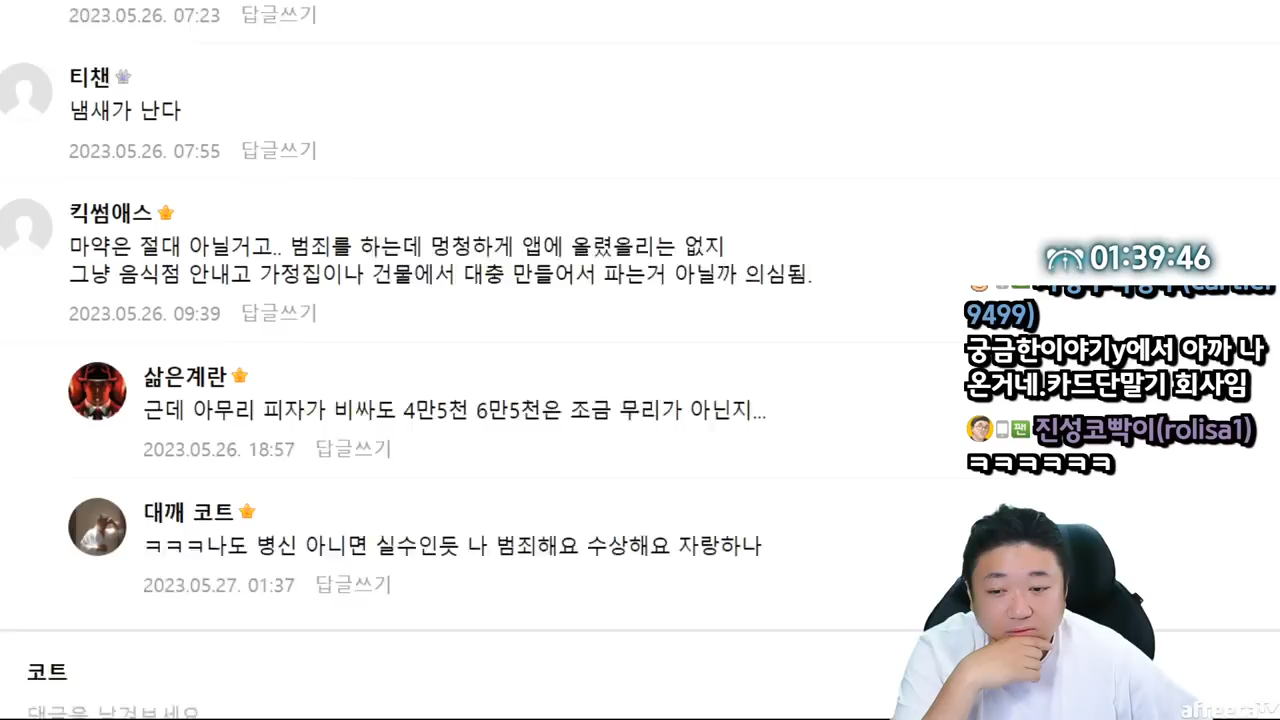 2023.05.26. 07:23 답글쓰기
티챈
냄새가 난다
2023.05.26. 07:55 답글쓰기
킥썸애스
마약은 절대 아닐거고.. 범죄를 하는데 멍청하게 앱에 올렸올리는 없지
그냥 음식점 안내고 가정집이나 건물에서 대충 만들어서 파는거 아닐까 의심됨.
2023.05.26. 09:39 답글쓰기
삶은계란
근데 아무리 피자가 비싸도 4만5천 6만5천은 조금 무리가 아닌지...
2023.05.26. 18:57 답글쓰기
대깨 코트
ㅋㅋㅋ나도 병신 아니면 실수인듯 나 범죄해요 수상해요 자랑하나
2023.05.27. 01:37 답글쓰기
코트
댓글을 남겨보세요
01:39:46
9499)
궁금한이야기y에서 아까 나
온거네.카드단말기 회사임
팬 진성코빡이(rolisa1)
ㅋㅋㅋㅋㅋㅋ
afreecaTV